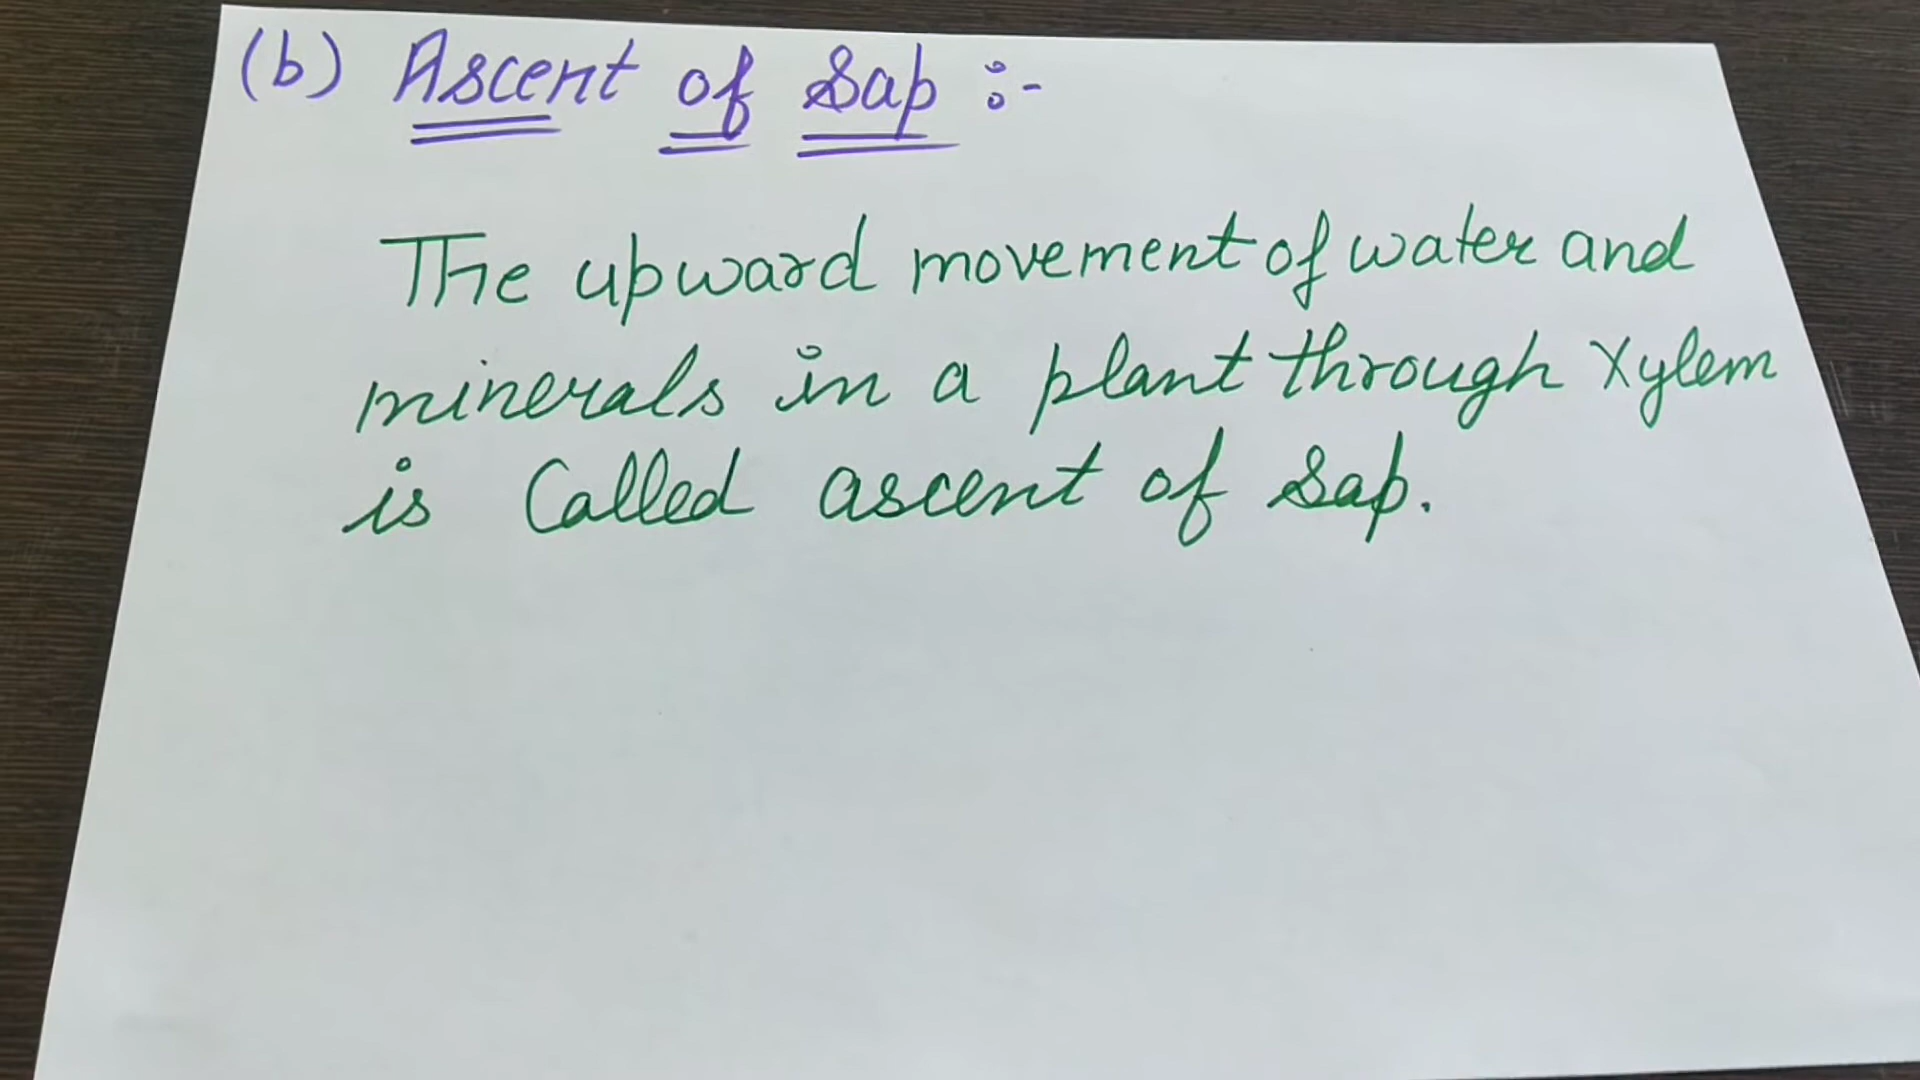 (b) Ascent of Sap :-
The upward movement of water and
minerals in a plant through Xylem
is Called ascent of Sap.